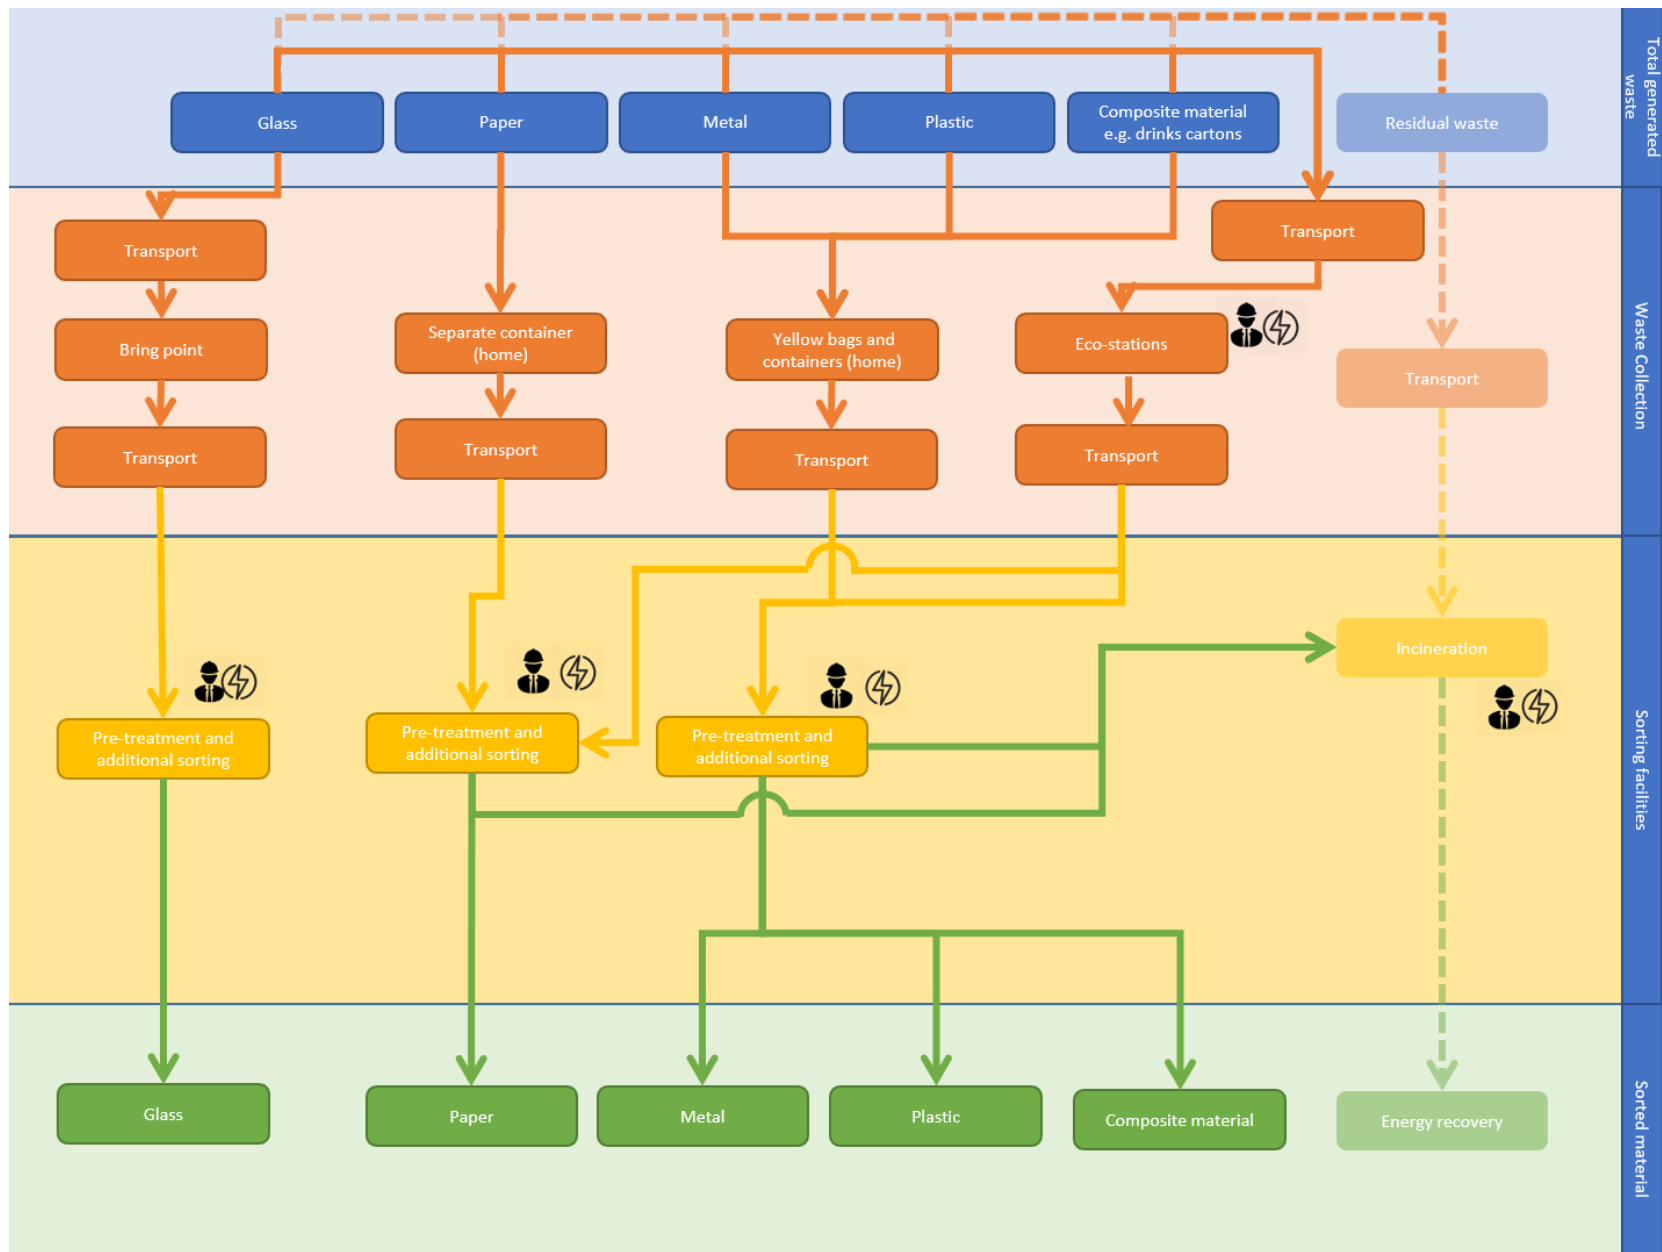 Total generated
waste
Glass
Paper
Metal
Plastic
Composite material
e.g. drinks cartons
Residual waste
Waste Collection
Transport
Transport
Bring point
Separate container
(home)
Yellow bags and
containers (home)
Eco-stations
Transport
Transport
Transport
Transport
Transport
Sorting facilities
Incineration
Pre-treatment and
additional sorting
Pre-treatment and
additional sorting
Pre-treatment and
additional sorting
Sorted material
Glass
Paper
Metal
Plastic
Composite material
Energy recovery